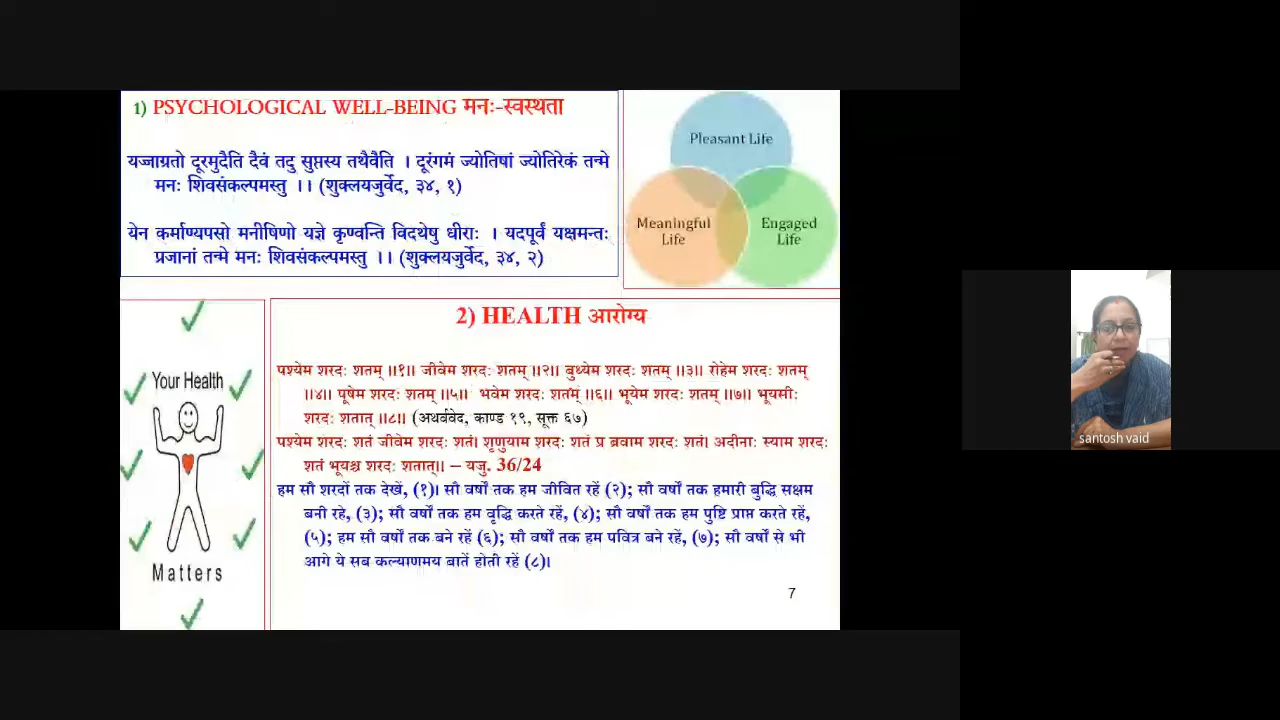 1) PSYCHOLOGICAL WELL-BEING मनः-स्वस्थता
यज्जाग्रतो दूरमुदैति दैवं तदु सुप्तस्य तथैवैति । दूरंगमं ज्योतिषां ज्योतिरेकं तन्मे
मनः शिवसंकल्पमस्तु ।। (शुक्लयजुर्वेद, ३४, १)
येन कर्माण्यपसो मनीषिणो यज्ञे कृण्वन्ति विदथेषु धीराः । यदपूर्वं यक्षमन्तः
प्रजानां तन्मे मनः शिवसंकल्पमस्तु ।। (शुक्लयजुर्वेद, ३४, २)
Pleasant Life
Meaningful
Life
Engaged
Life
2) HEALTH आरोग्य
पश्येम शरदः शतम् ॥१॥ जीवेम शरदः शतम् ॥२॥ बुध्येम शरदः शतम् ॥३॥ रोहेम शरदः शतम्
॥४॥ पूषेम शरदः शतम् ॥५॥ भवेम शरदः शतम् ॥६॥ भूयेम शरदः शतम् ॥७॥ भूयसीः
शरदः शतात् ॥८॥ (अथर्ववेद, काण्ड १९, सूक्त ६७)
पश्येम शरदः शतं जीवेम शरदः शतं। शृणुयाम शरदः शतं प्र ब्रवाम शरदः शतं। अदीनाः स्याम शरदः
शतं भूयश्च शरदः शतात्॥ – यजु. 36/24
हम सौ शरदों तक देखें, (१)। सौ वर्षों तक हम जीवित रहें (२); सौ वर्षों तक हमारी बुद्धि सक्षम
बनी रहे, (३); सौ वर्षों तक हम वृद्धि करते रहें, (४); सौ वर्षों तक हम पुष्टि प्राप्त करते रहें,
(५); हम सौ वर्षों तक बने रहें (६); सौ वर्षों तक हम पवित्र बने रहें, (७); सौ वर्षों से भी
आगे ये सब कल्याणमय बातें होती रहें (८)।
Your Health
Matters
7
santosh vaid